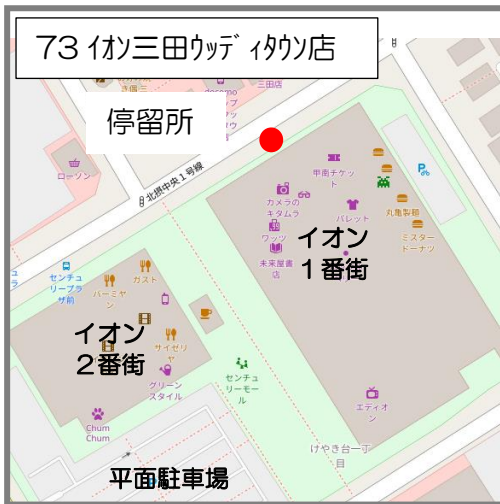 73 イオン三田ウッディタウン店
停留所
三田店
docomo
ローソン
北摂中央1号線
甲南チケッ
ト
カメラの
キタムラ
パレット
丸亀製麺
ワッツ
イオン
1番街
未来屋書
店
ミスター
ドーナツ
センチュ
リープラ
ザ前
ガスト
バーミヤ
ン
イオン
2番街
サイゼリ
ヤ
グリーン
スタイル
センチュ
リーモー
ル
エディオ
ン
Chum
Chum
けやき台一丁
目
平面駐車場